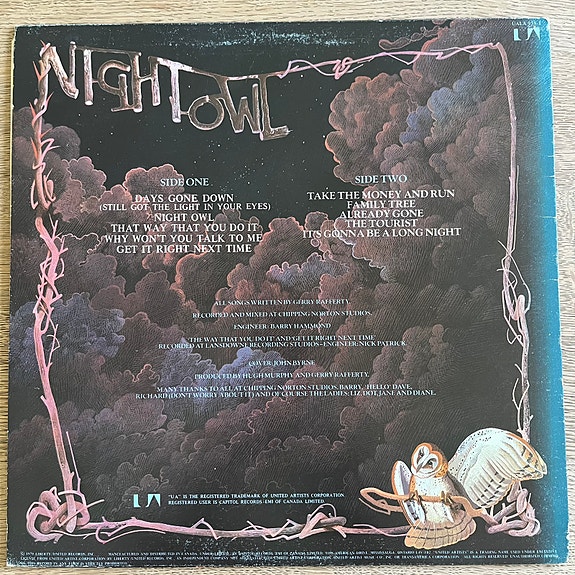 NIGHT OWL
SIDE ONE
DAYS GONE DOWN
(STILL GOT THE LIGHT IN YOUR EYES)
NIGHT OWL
THAT WAY THAT YOU DO IT
WHY WON'T YOU TALK TO ME
GET IT RIGHT NEXT TIME
SIDE TWO
TAKE THE MONEY AND RUN
FAMILY TREE
ALREADY GONE
THE TOURIST
IT'S GONNA BE A LONG NIGHT
ALL SONGS WRITTEN BY GERRY RAFFERTY.
RECORDED AND MIXED AT CHIPPING NORTON STUDIOS.
ENGINEER: BARRY HAMMOND
'THE WAY THAT YOU DO IT' AND 'GET IT RIGHT NEXT TIME'
RECORDED AT LANSDOWNE RECORDING STUDIOS–ENGINEER: NICK PATRICK.
COVER: JOHN BYRNE
PRODUCED BY HUGH MURPHY AND GERRY RAFFERTY.
MANY THANKS TO ALL AT CHIPPING NORTON STUDIOS. BARRY, 'HELLO' DAVE,
RICHARD (DON'T WORRY ABOUT IT) AND OF COURSE THE LADIES; LIZ, DOT, JANE AND DIANE.
"UA" IS THE REGISTERED TRADEMARK OF UNITED ARTISTS CORPORATION.
REGISTERED USER IS CAPITOL RECORDS–EMI OF CANADA LIMITED.
© 1979 LIBERTY/UNITED RECORDS, INC.